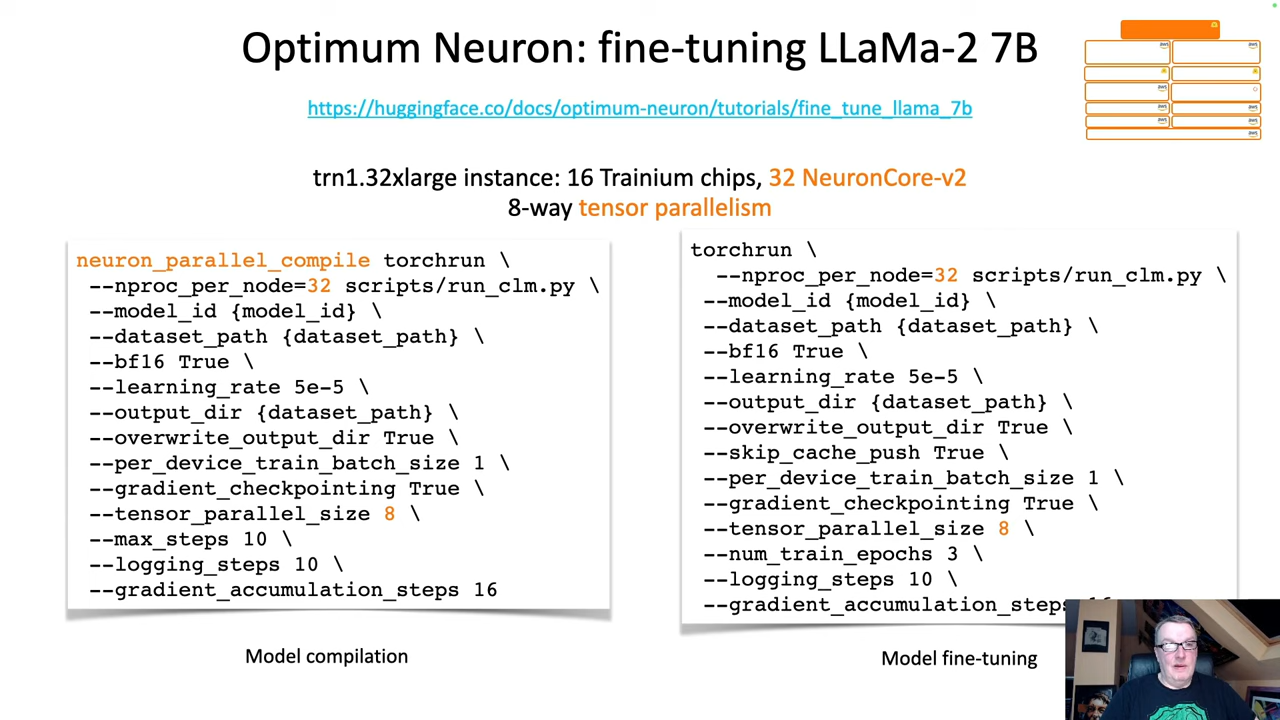 Optimum Neuron: fine-tuning LLaMa-2 7B
https://huggingface.co/docs/optimum-neuron/tutorials/fine_tune_llama_7b
trn1.32xlarge instance: 16 Trainium chips, 32 NeuronCore-v2
8-way tensor parallelism
neuron_parallel_compile torchrun \
--nproc_per_node=32 scripts/run_clm.py \
--model_id {model_id} \
--dataset_path {dataset_path} \
--bf16 True \
--learning_rate 5e-5 \
--output_dir {dataset_path} \
--overwrite_output_dir True \
--per_device_train_batch_size 1 \
--gradient_checkpointing True \
--tensor_parallel_size 8 \
--max_steps 10 \
--logging_steps 10 \
--gradient_accumulation_steps 16
Model compilation
torchrun \
--nproc_per_node=32 scripts/run_clm.py \
--model_id {model_id} \
--dataset_path {dataset_path} \
--bf16 True \
--learning_rate 5e-5 \
--output_dir {dataset_path} \
--overwrite_output_dir True \
--skip_cache_push True \
--per_device_train_batch_size 1 \
--gradient_checkpointing True \
--tensor_parallel_size 8 \
--num_train_epochs 3 \
--logging_steps 10 \
--gradient_accumulation_steps
Model fine-tuning